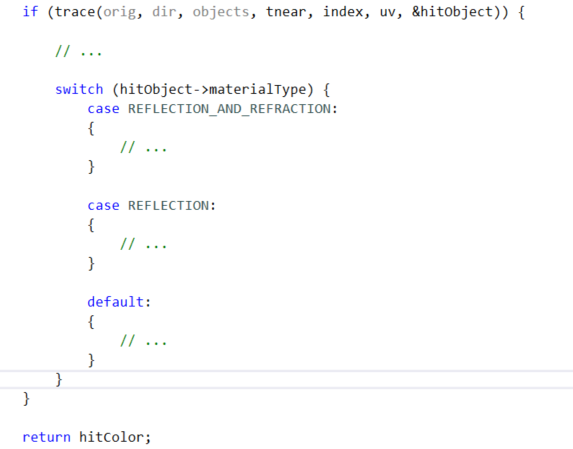 if (trace(orig, dir, objects, tnear, index, uv, &hitObject)) {
// ...
switch (hitObject->materialType) {
case REFLECTION_AND_REFRACTION:
{
// ...
}
case REFLECTION:
{
// ...
}
default:
{
// ...
}
}
}
return hitColor;